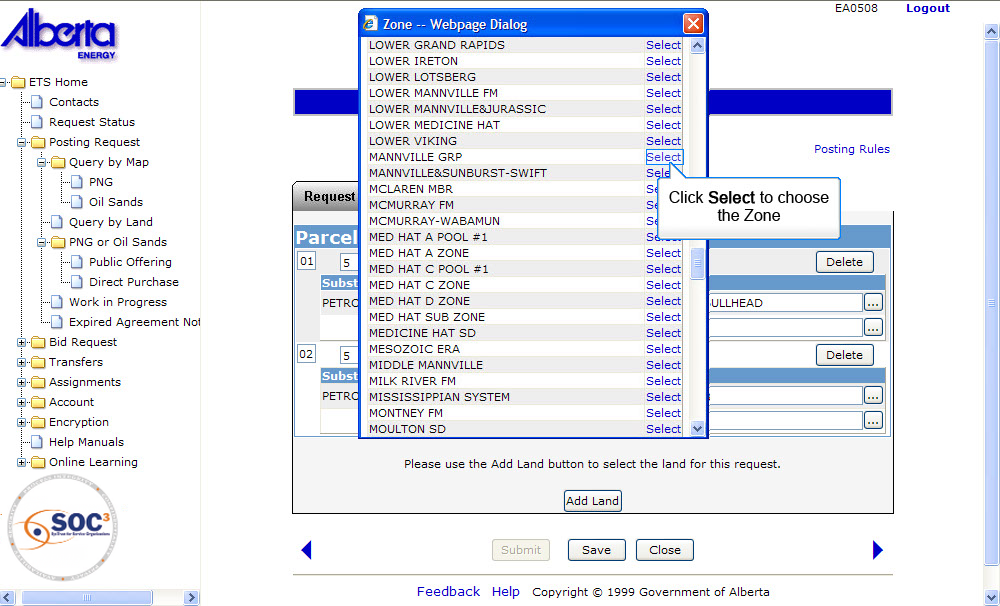 EA0508 Logout
Alberta
ENERGY
ETS Home
Contacts
Request Status
Posting Request
Query by Map
PNG
Oil Sands
Query by Land
PNG or Oil Sands
Public Offering
Direct Purchase
Work in Progress
Expired Agreement Not
Bid Request
Transfers
Assignments
Account
Encryption
Help Manuals
Online Learning
SOC3
Posting Rules
Request
Parcel
01 5 Delete
Subst
PETRO ULLHEAD ...
...
02 5 Delete
Subst
PETRO ...
...
Zone -- Webpage Dialog
LOWER GRAND RAPIDS Select
LOWER IRETON Select
LOWER LOTSBERG Select
LOWER MANNVILLE FM Select
LOWER MANNVILLE&JURASSIC Select
LOWER MEDICINE HAT Select
LOWER VIKING Select
MANNVILLE GRP Select
MANNVILLE&SUNBURST-SWIFT Select
MCLAREN MBR
MCMURRAY FM
MCMURRAY-WABAMUN
MED HAT A POOL #1
MED HAT A ZONE Select
MED HAT C POOL #1 Select
MED HAT C ZONE Select
MED HAT D ZONE Select
MED HAT SUB ZONE Select
MEDICINE HAT SD Select
MESOZOIC ERA Select
MIDDLE MANNVILLE Select
MILK RIVER FM Select
MISSISSIPPIAN SYSTEM Select
MONTNEY FM Select
MOULTON SD Select
Click Select to choose
the Zone
Please use the Add Land button to select the land for this request.
Add Land
Submit Save Close
Feedback Help Copyright © 1999 Government of Alberta